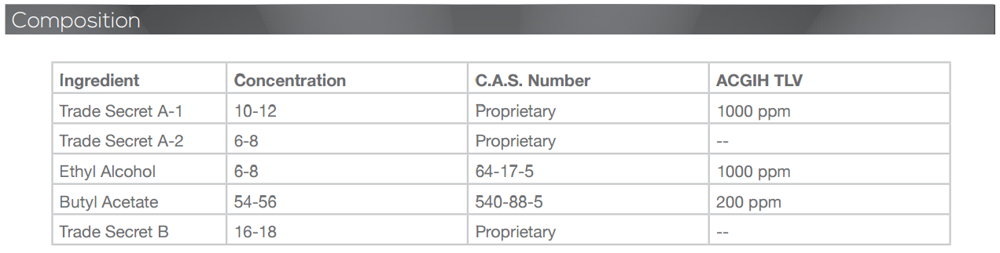 Composition
Ingredient Concentration C.A.S. Number ACGIH TLV
Trade Secret A-1 10-12 Proprietary 1000 ppm
Trade Secret A-2 6-8 Proprietary --
Ethyl Alcohol 6-8 64-17-5 1000 ppm
Butyl Acetate 54-56 540-88-5 200 ppm
Trade Secret B 16-18 Proprietary --